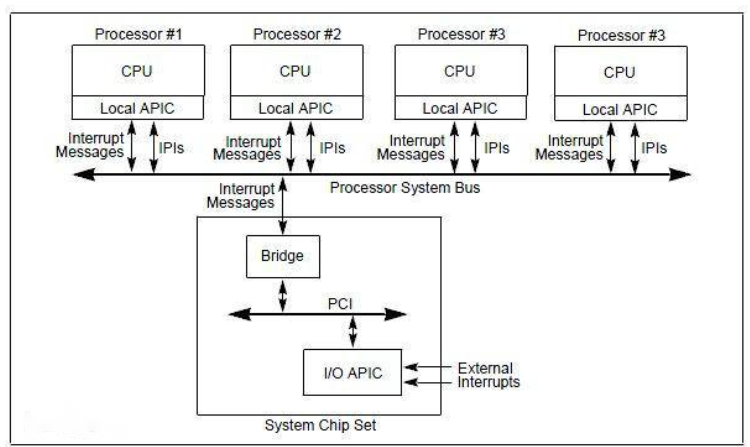 Processor #1
Processor #2
Processor #3
Processor #3
CPU
CPU
CPU
CPU
Local APIC
Local APIC
Local APIC
Local APIC
Interrupt
Messages
IPIs
Interrupt
Messages
IPIs
Interrupt
Messages
IPIs
Interrupt
Messages
IPIs
Interrupt
Messages
Processor System Bus
Bridge
PCI
I/O APIC
External
Interrupts
System Chip Set